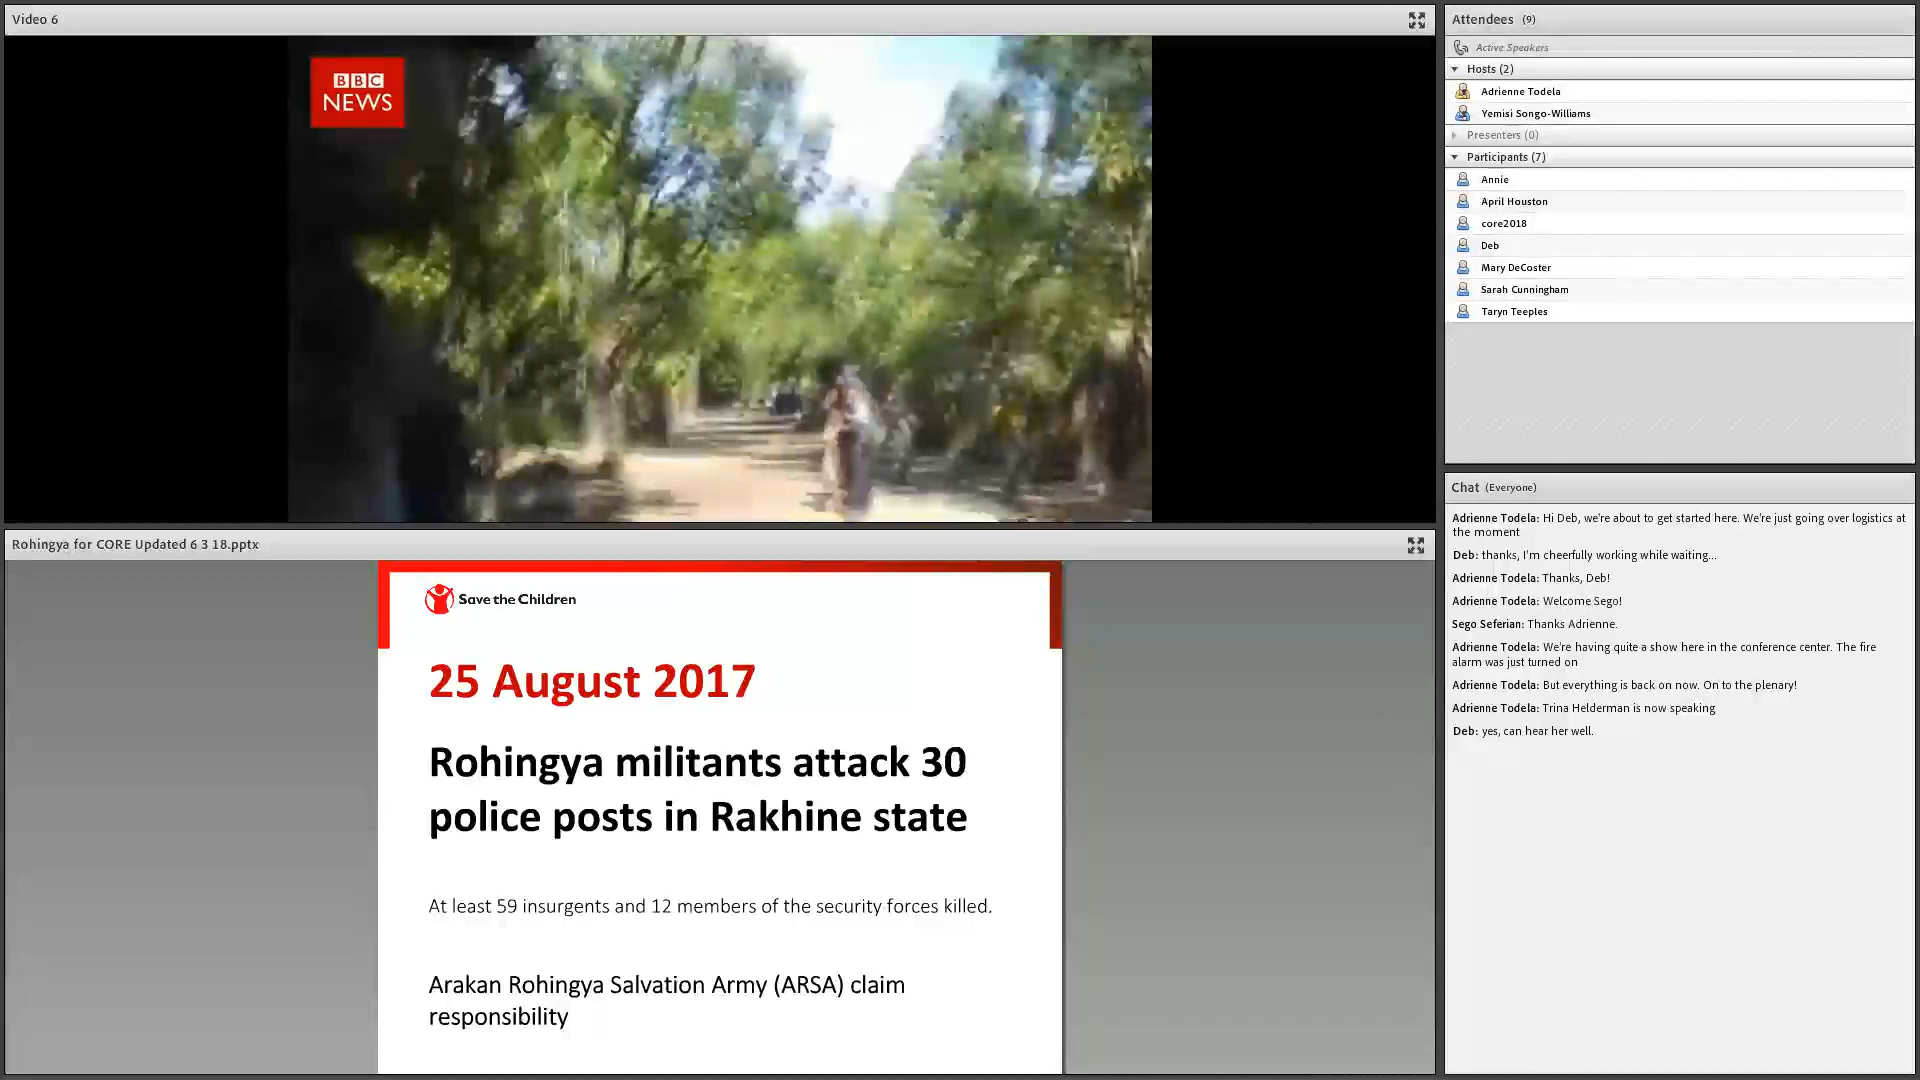 Video 6
BBC
NEWS
Rohingya for CORE Updated 6 3 18.pptx
Save the Children
25 August 2017
Rohingya militants attack 30
police posts in Rakhine state
At least 59 insurgents and 12 members of the security forces killed.
Arakan Rohingya Salvation Army (ARSA) claim
responsibility
Attendees (9)
Active Speakers
Hosts (2)
Adrienne Todela
Yemisi Songo-Williams
Presenters (0)
Participants (7)
Annie
April Houston
core2018
Deb
Mary DeCoster
Sarah Cunningham
Taryn Teeples
Chat (Everyone)
Adrienne Todela: Hi Deb, we're about to get started here. We're just going over logistics at
the moment
Deb: thanks, I'm cheerfully working while waiting...
Adrienne Todela: Thanks, Deb!
Adrienne Todela: Welcome Sego!
Sego Seferian: Thanks Adrienne.
Adrienne Todela: We're having quite a show here in the conference center. The fire
alarm was just turned on
Adrienne Todela: But everything is back on now. On to the plenary!
Adrienne Todela: Trina Helderman is now speaking
Deb: yes, can hear her well.